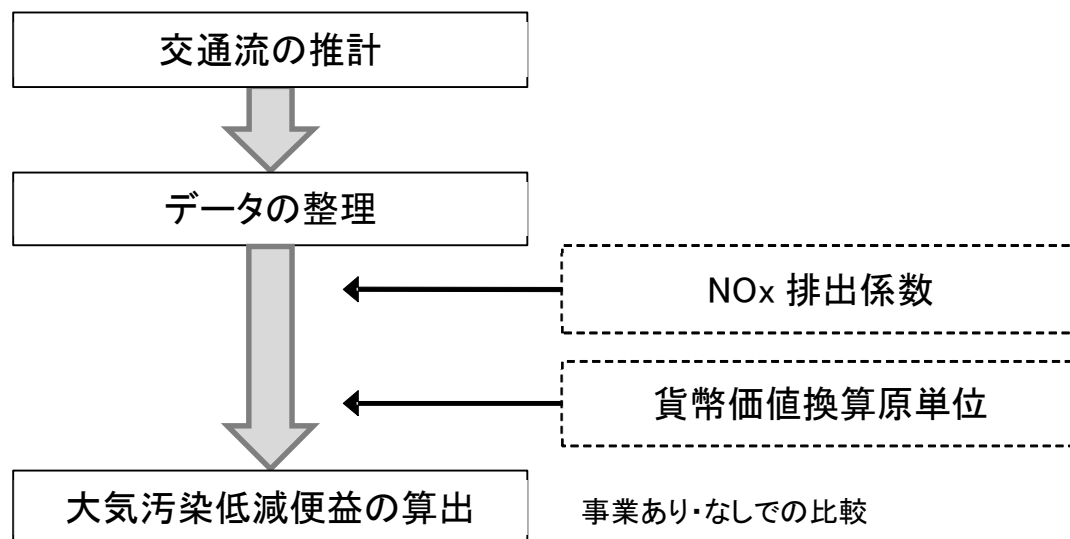 交通流の推計
データの整理
NOx 排出係数
貨幣価値換算原単位
大気汚染低減便益の算出
事業あり・なしでの比較